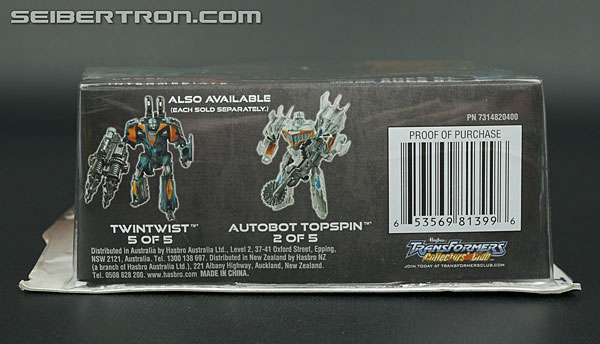 SEIBERTRON.COM
ALSO AVAILABLE
(EACH SOLD SEPARATELY.)
PN 7314820400
PROOF OF PURCHASE
6 53569 81399 6
TWINTWIST™
5 OF 5
AUTOBOT TOPSPIN™
2 OF 5
Distributed in Australia by Hasbro Australia Ltd., Level 2, 37-41 Oxford Street, Epping,
NSW 2121, Australia. Tel. 1300 138 697. Distributed in New Zealand by Hasbro NZ
(a branch of Hasbro Australia Ltd.), 221 Albany Highway, Auckland, New Zealand.
Tel. 0508 828 200. www.hasbro.com MADE IN CHINA.
Hasbro
TRANSFORMERS
Collectors Club
JOIN TODAY AT TRANSFORMERSCLUB.COM